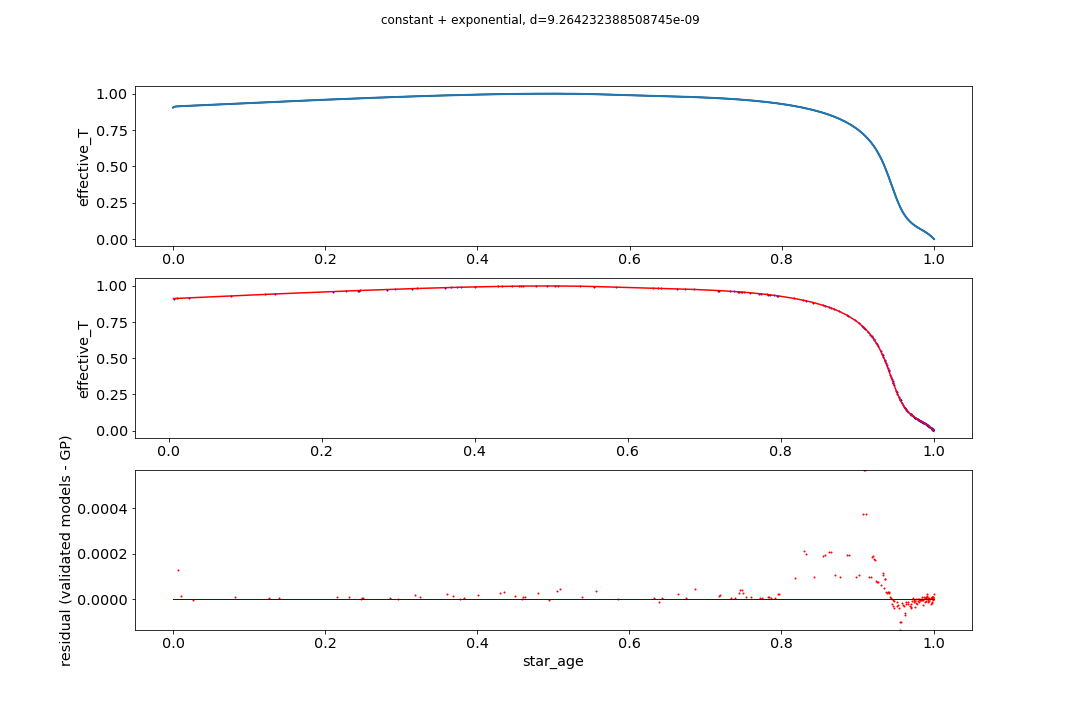 constant + exponential, d=9.264232388508745e-09
effective_T
1.00
0.75
0.50
0.25
0.00
0.0 0.2 0.4 0.6 0.8 1.0
effective_T
1.00
0.75
0.50
0.25
0.00
0.0 0.2 0.4 0.6 0.8 1.0
residual (validated models - GP)
0.0004
0.0002
0.0000
0.0 0.2 0.4 0.6 0.8 1.0
star_age